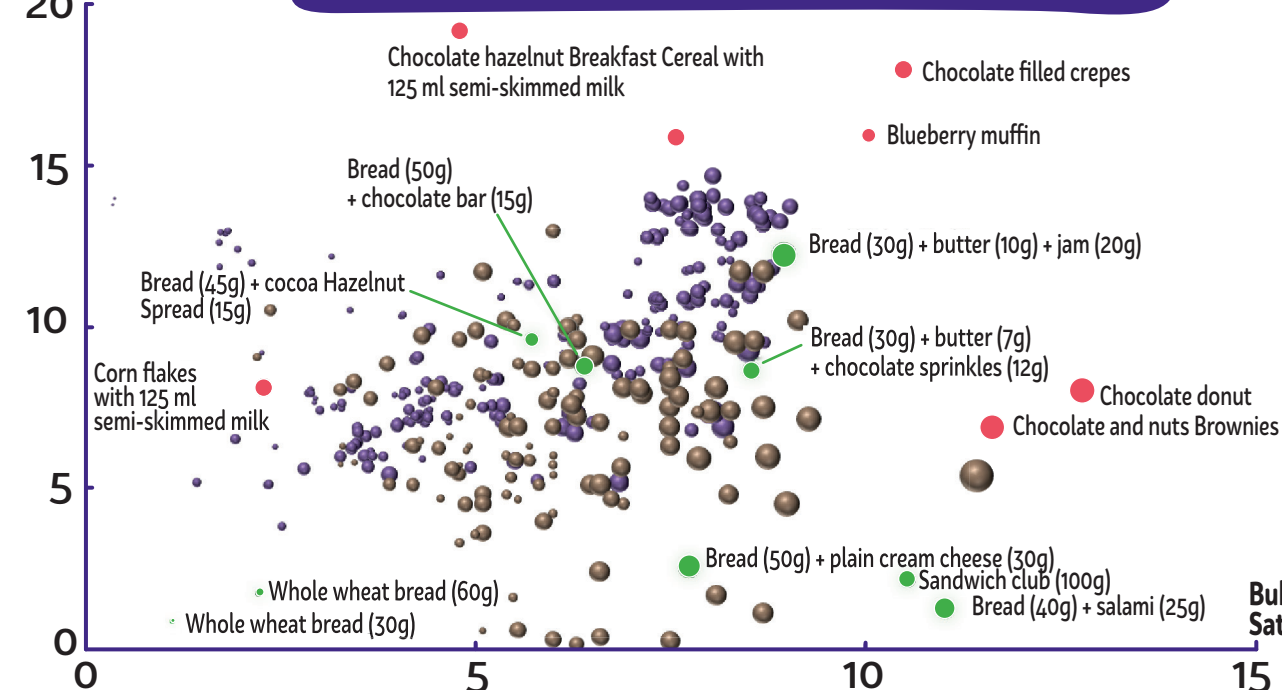 20
Chocolate hazelnut Breakfast Cereal with
125 ml semi-skimmed milk
Chocolate filled crepes
Blueberry muffin
15
Bread (50g)
+ chocolate bar (15g)
Bread (30g) + butter (10g) + jam (20g)
Bread (45g) + cocoa Hazelnut
Spread (15g)
10
Bread (30g) + butter (7g)
+ chocolate sprinkles (12g)
Corn flakes
with 125 ml
semi-skimmed milk
Chocolate donut
Chocolate and nuts Brownies
5
Bread (50g) + plain cream cheese (30g)
Sandwich club (100g)
Whole wheat bread (60g)
Bread (40g) + salami (25g)
Whole wheat bread (30g)
Sat
0
0 5 10 15